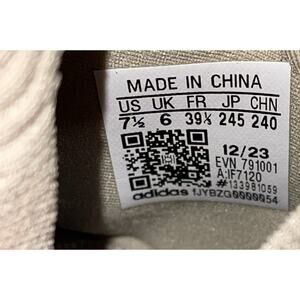 MADE IN CHINA
US UK FR JP CHN
7½ 6 39⅓ 245 240
12/23
EVN 791001
A:IF7120
#133981059
adidas 1JYBZG0000054